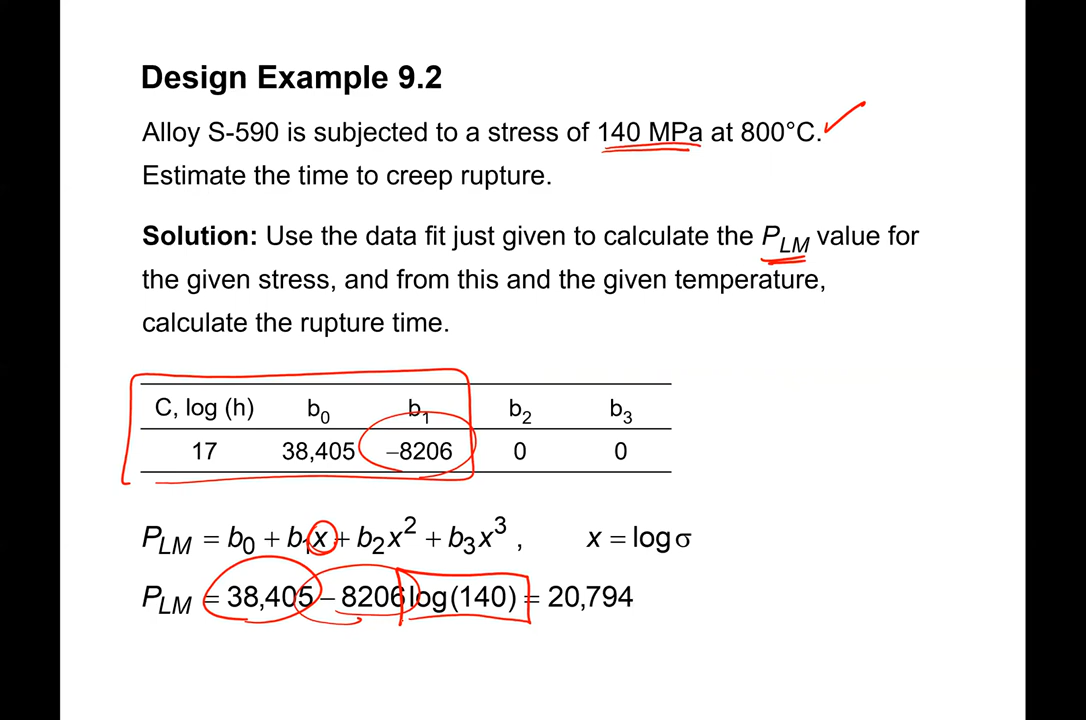 Design Example 9.2
Alloy S-590 is subjected to a stress of 140 MPa at 800°C.
Estimate the time to creep rupture.
Solution: Use the data fit just given to calculate the P_LM value for
the given stress, and from this and the given temperature,
calculate the rupture time.
C, log (h) b₀ b₁ b₂ b₃
17 38,405 −8206 0 0
P_LM = b₀ + b₁x + b₂x² + b₃x³ , x = log σ
P_LM = 38,405 − 8206 log(140) = 20,794